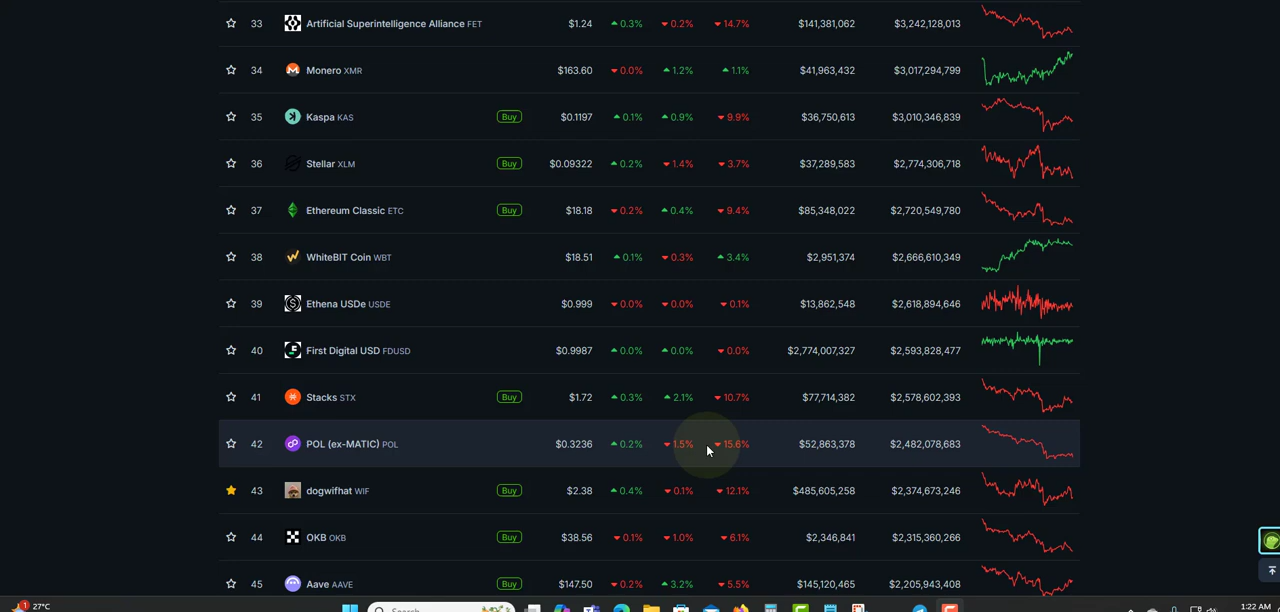 33 Artificial Superintelligence Alliance FET $1.24 0.3% 0.2% 14.7% $141,381,062 $3,242,128,013
34 Monero XMR $163.60 0.0% 1.2% 1.1% $41,963,432 $3,017,294,799
35 Kaspa KAS Buy $0.1197 0.1% 0.9% 9.9% $36,750,613 $3,010,346,839
36 Stellar XLM Buy $0.09322 0.2% 1.4% 3.7% $37,289,583 $2,774,306,718
37 Ethereum Classic ETC Buy $18.18 0.2% 0.4% 9.4% $85,348,022 $2,720,549,780
38 WhiteBIT Coin WBT $18.51 0.1% 0.3% 3.4% $2,951,374 $2,666,610,349
39 Ethena USDe USDE $0.999 0.0% 0.0% 0.1% $13,862,548 $2,618,894,646
40 First Digital USD FDUSD $0.9987 0.0% 0.0% 0.0% $2,774,007,327 $2,593,828,477
41 Stacks STX Buy $1.72 0.3% 2.1% 10.7% $77,714,382 $2,578,602,393
42 POL (ex-MATIC) POL $0.3236 0.2% 1.5% 15.6% $52,863,378 $2,482,078,683
43 dogwifhat WIF Buy $2.38 0.4% 0.1% 12.1% $485,605,258 $2,374,673,246
44 OKB OKB Buy $38.56 0.1% 1.0% 6.1% $2,346,841 $2,315,360,266
45 Aave AAVE Buy $147.50 0.2% 3.2% 5.5% $145,120,465 $2,205,943,408
1 27°C Search 1:22 AM